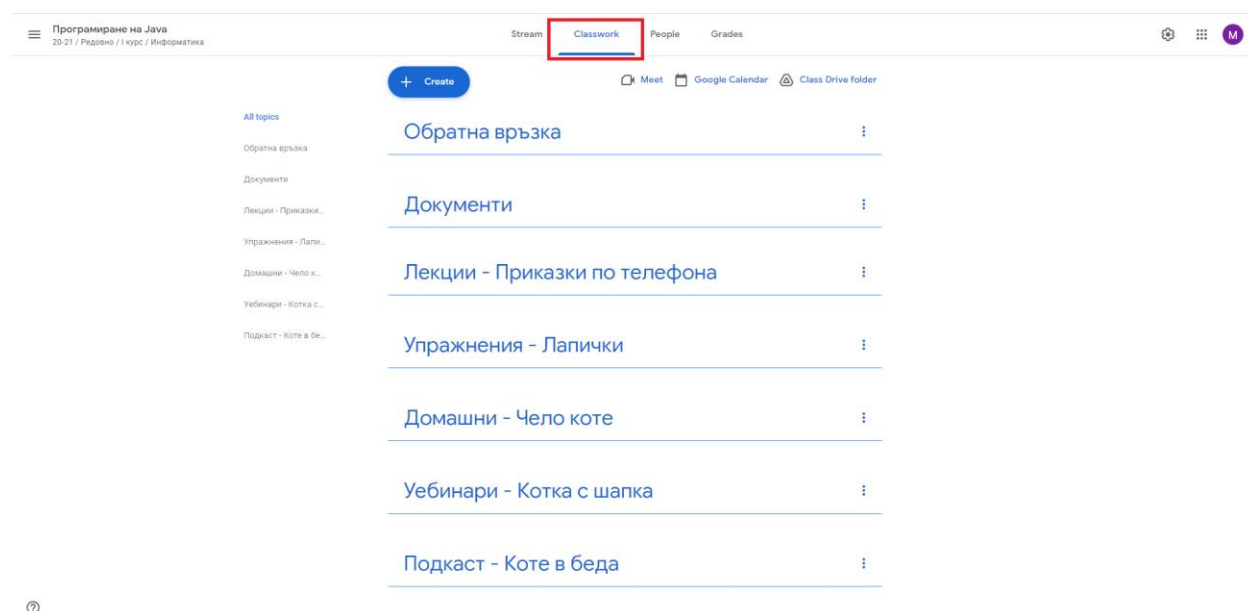 Програмиране на Java
20-21 / Редовно / I курс / Информатика
Stream
Classwork
People
Grades
M
Create
Meet
Google Calendar
Class Drive folder
All topics
Обратна връзка
Документи
Лекции - Приказки...
Упражнения - Лапи...
Домашни - Чело к...
Уебинари - Котка с...
Подкаст - Коте в бе...
Обратна връзка
Документи
Лекции - Приказки по телефона
Упражнения - Лапички
Домашни - Чело коте
Уебинари - Котка с шапка
Подкаст - Коте в беда